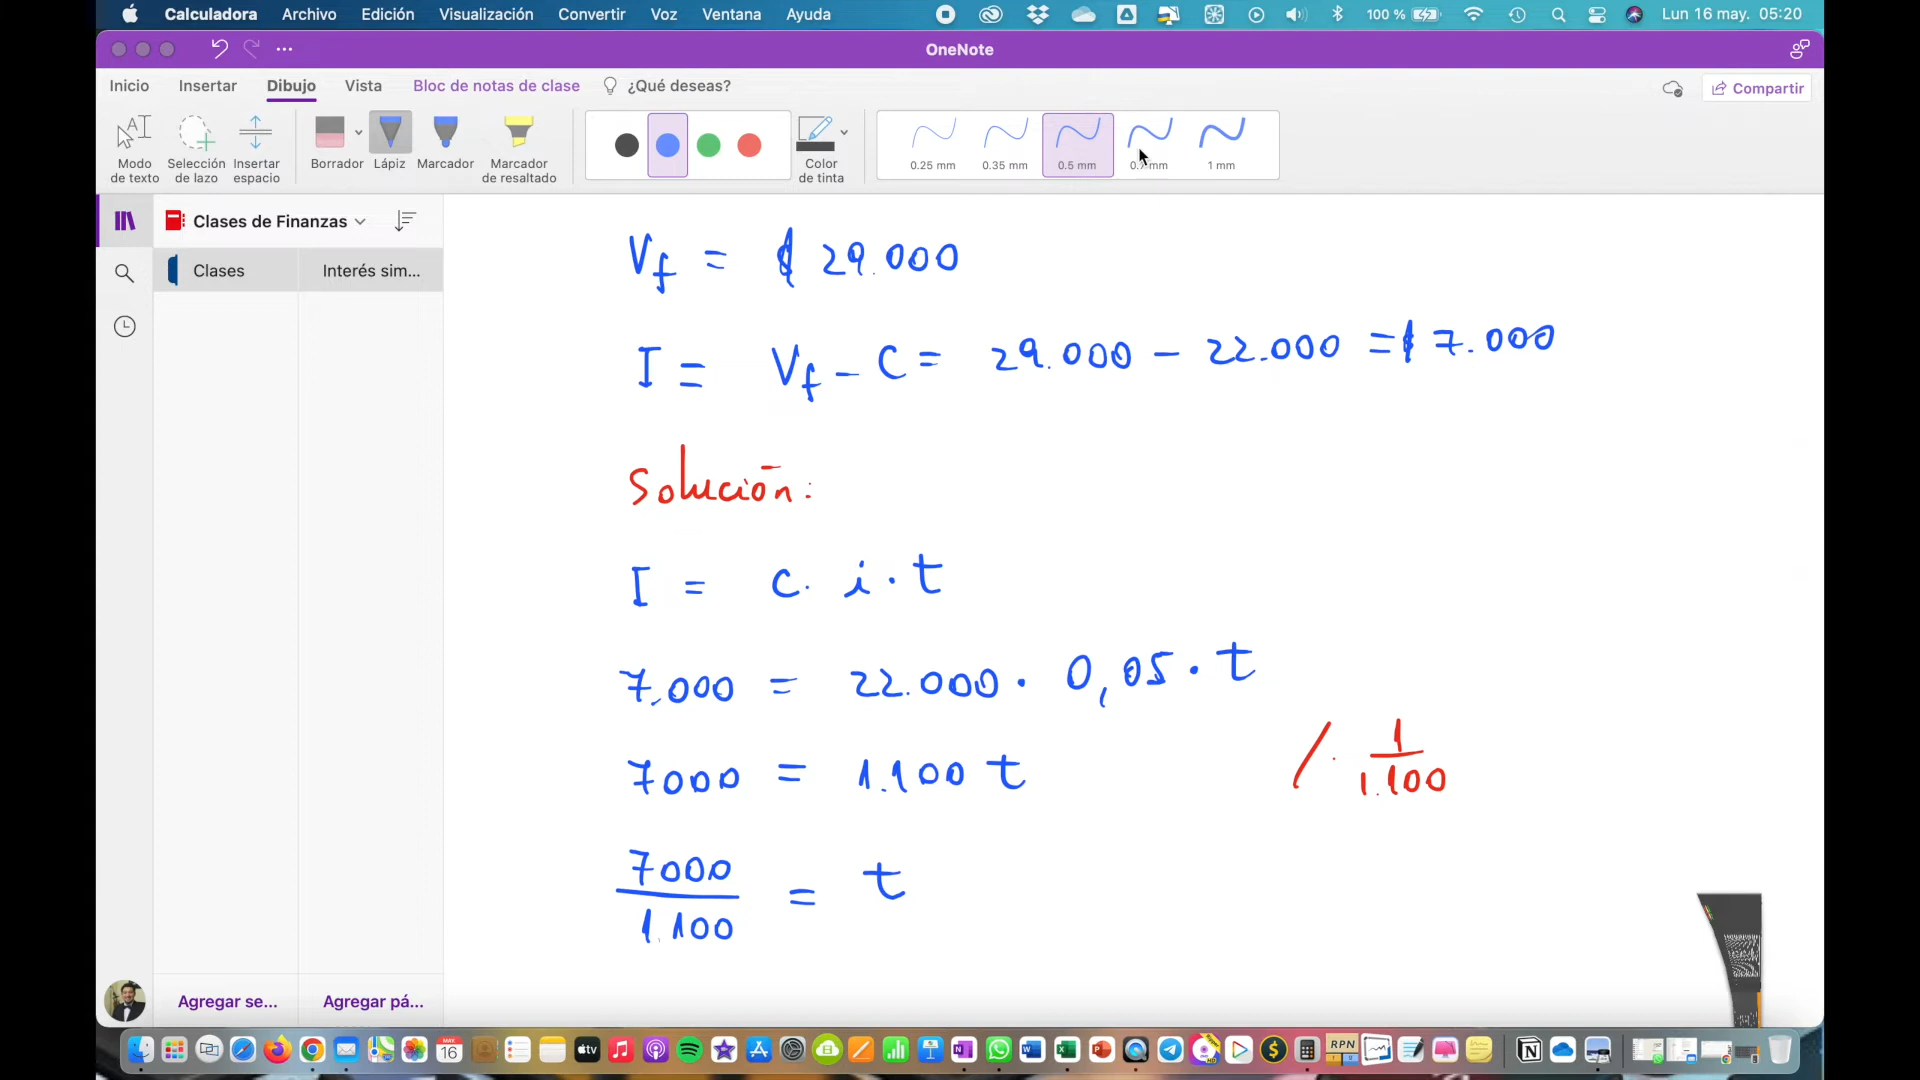 Calculadora Archivo Edición Visualización Convertir Voz Ventana Ayuda 100 % Lun 16 may. 05:20
OneNote
Inicio Insertar Dibujo Vista Bloc de notas de clase ¿Qué deseas? Compartir
Modo de texto
Selección de lazo
Insertar espacio
Borrador
Lápiz
Marcador
Marcador de resaltado
Color de tinta
0.25 mm 0.35 mm 0.5 mm 1 mm
Clases de Finanzas
Clases Interés sim...
Vf = $ 29.000
I = Vf - C = 29.000 - 22.000 = $ 7.000
Solución:
I = C. i . t
7.000 = 22.000 . 0,05 . t
7000 = 1.100 t / . 1/1.100
7000/1.100 = t
Agregar se... Agregar pá...
MAY 16
tv
RPN